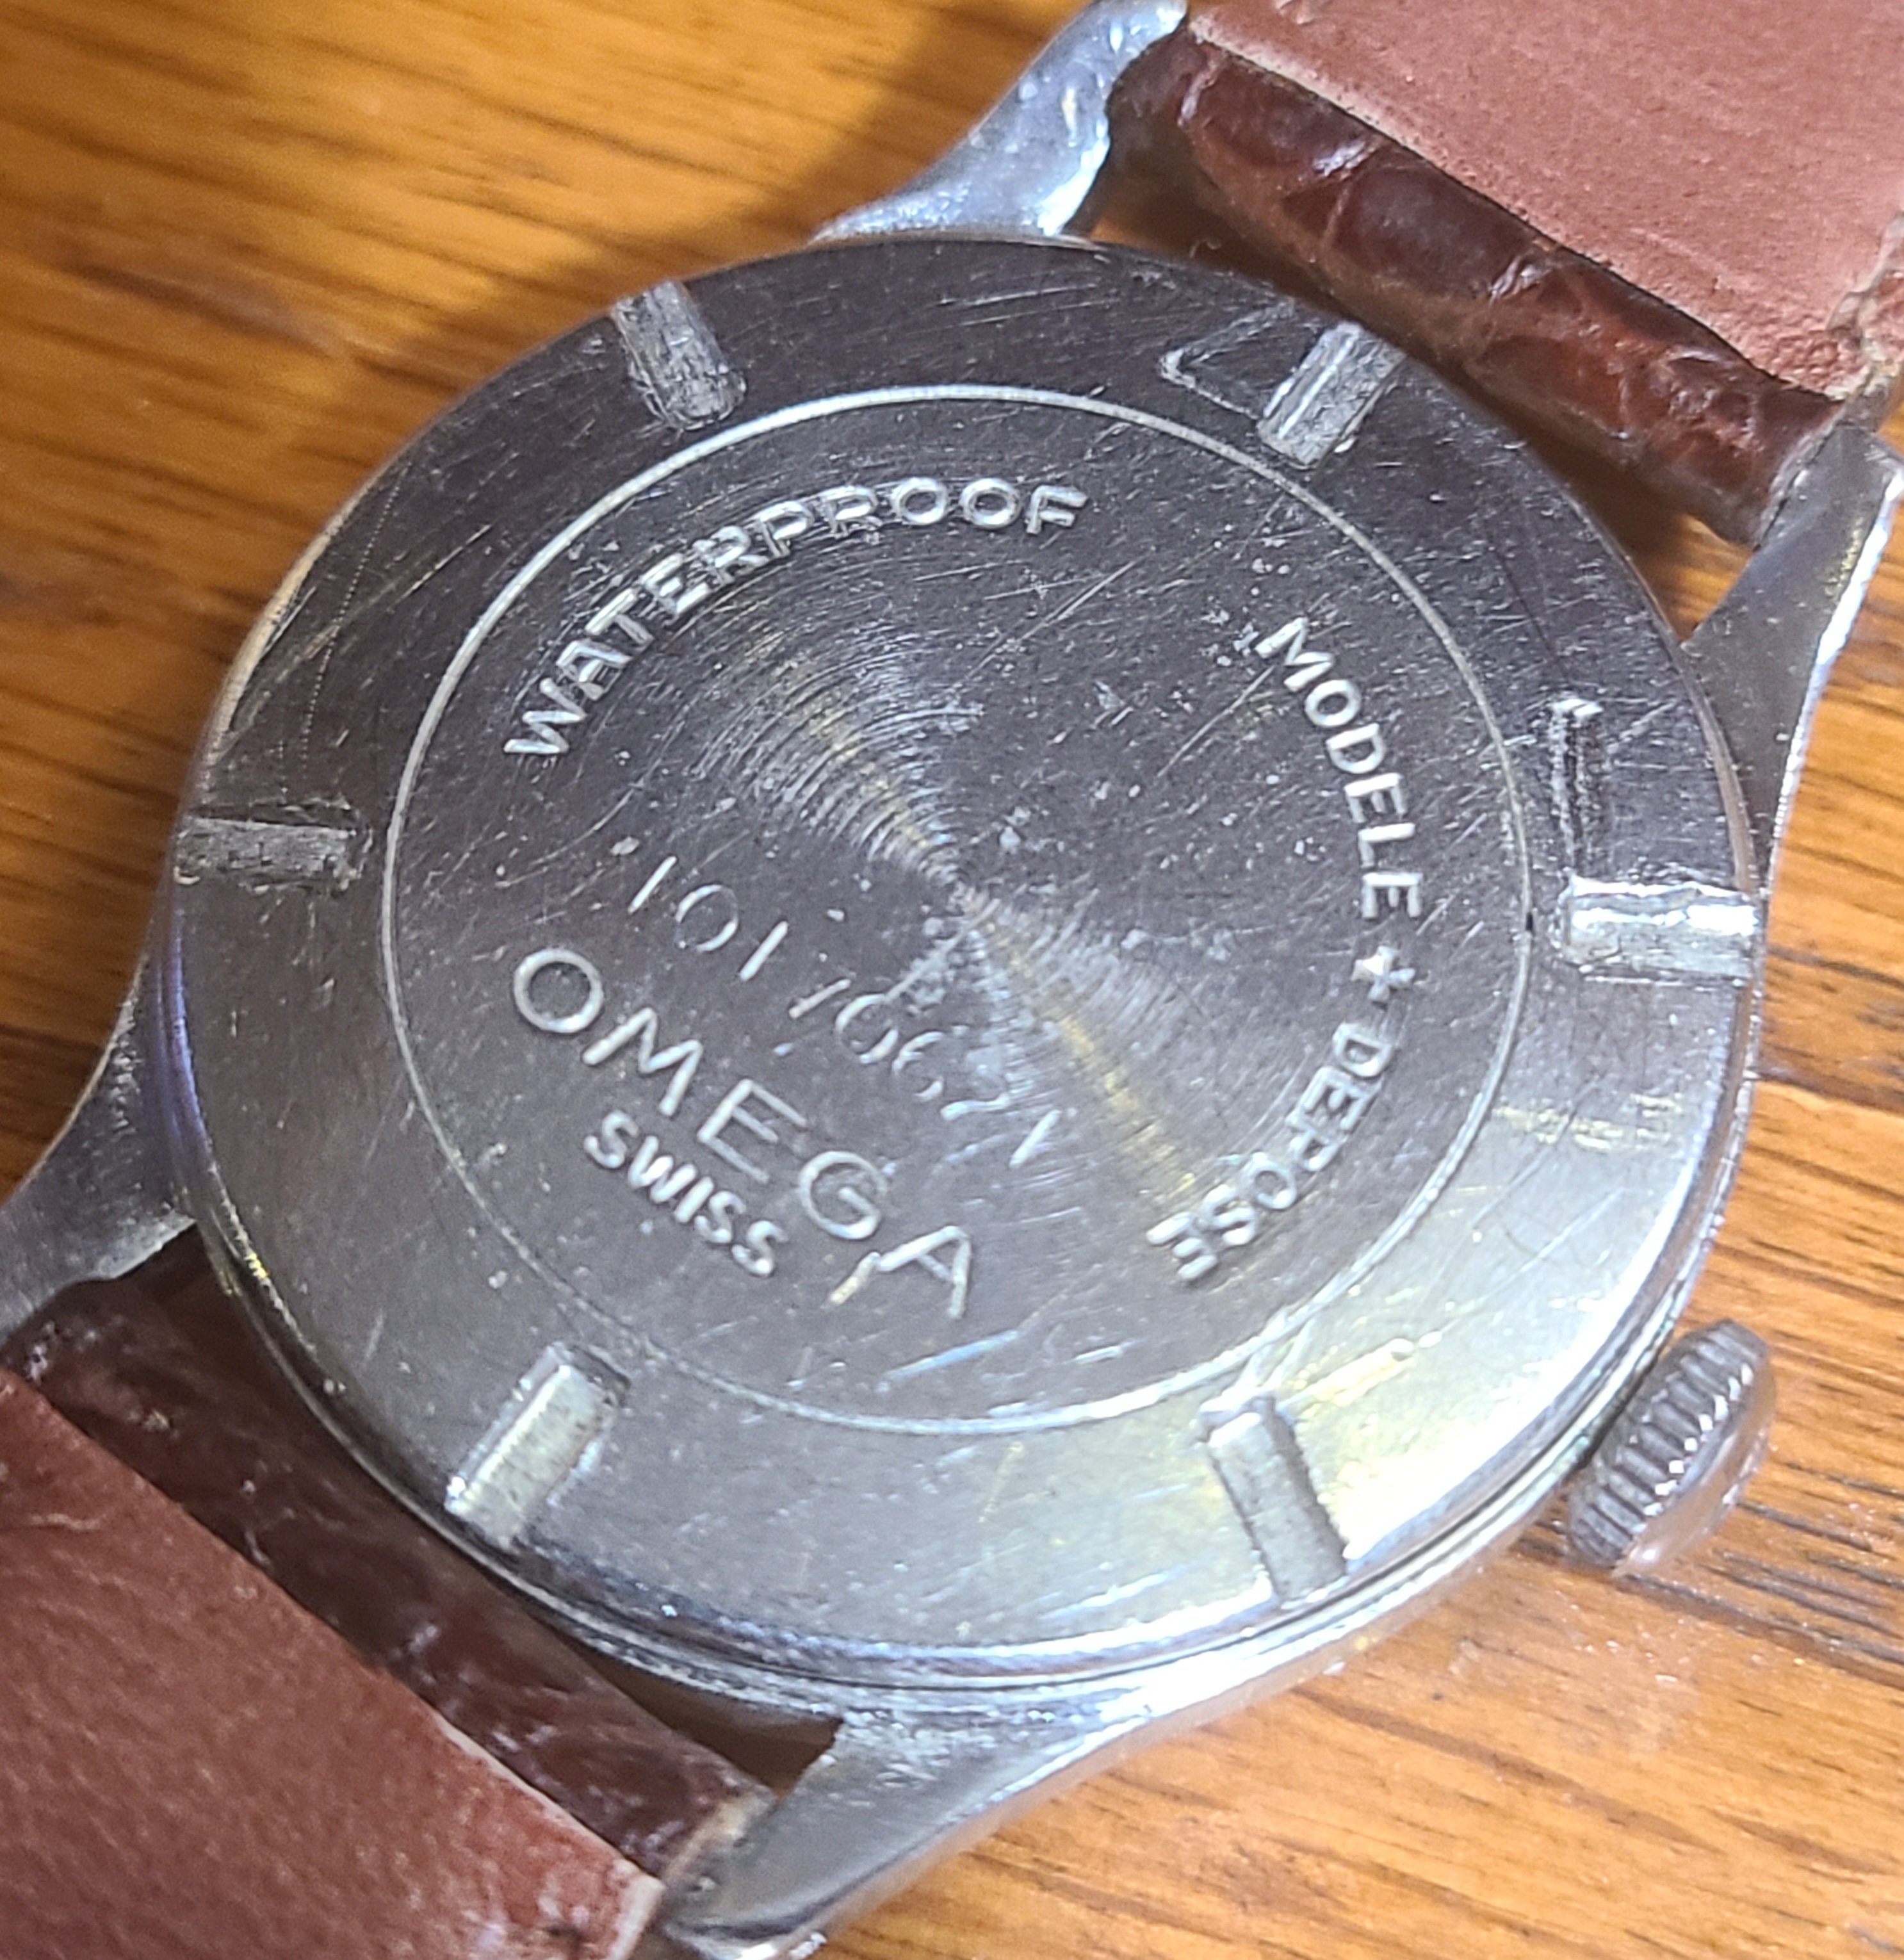 WATERPROOF
MODELE ✦ DEPOSE
OMEGA
SWISS